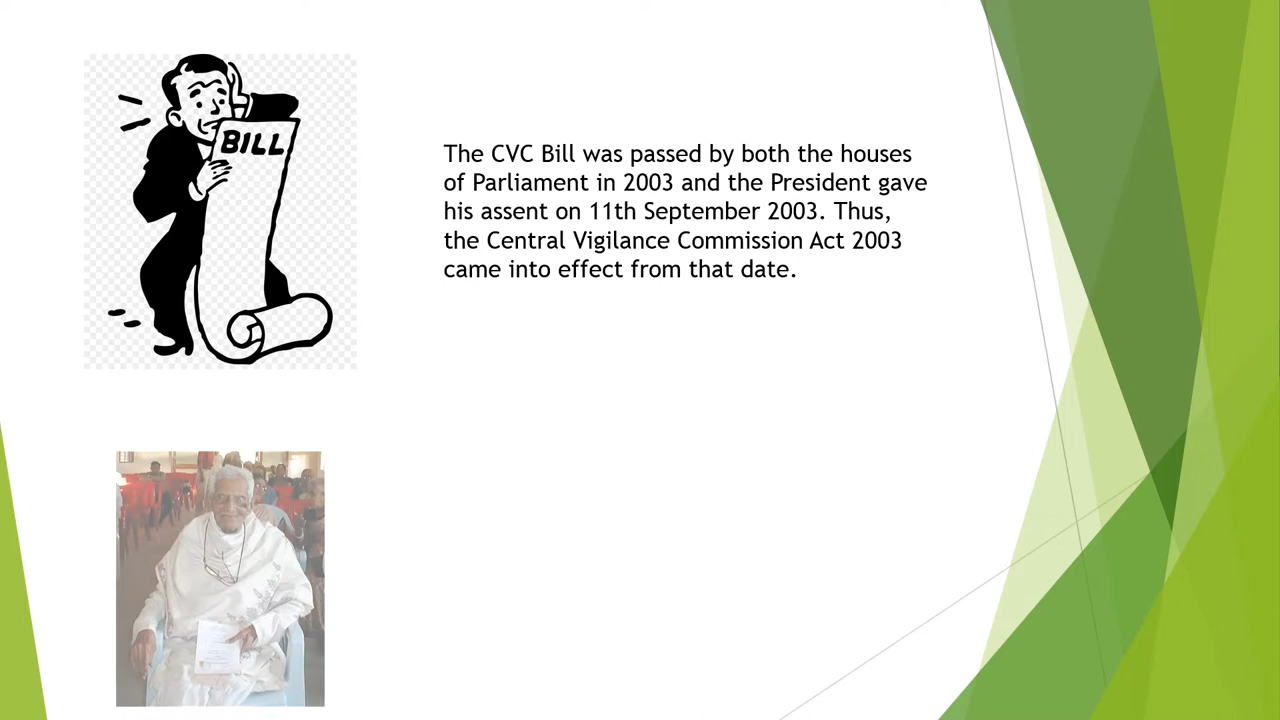 BILL
The CVC Bill was passed by both the houses
of Parliament in 2003 and the President gave
his assent on 11th September 2003. Thus,
the Central Vigilance Commission Act 2003
came into effect from that date.